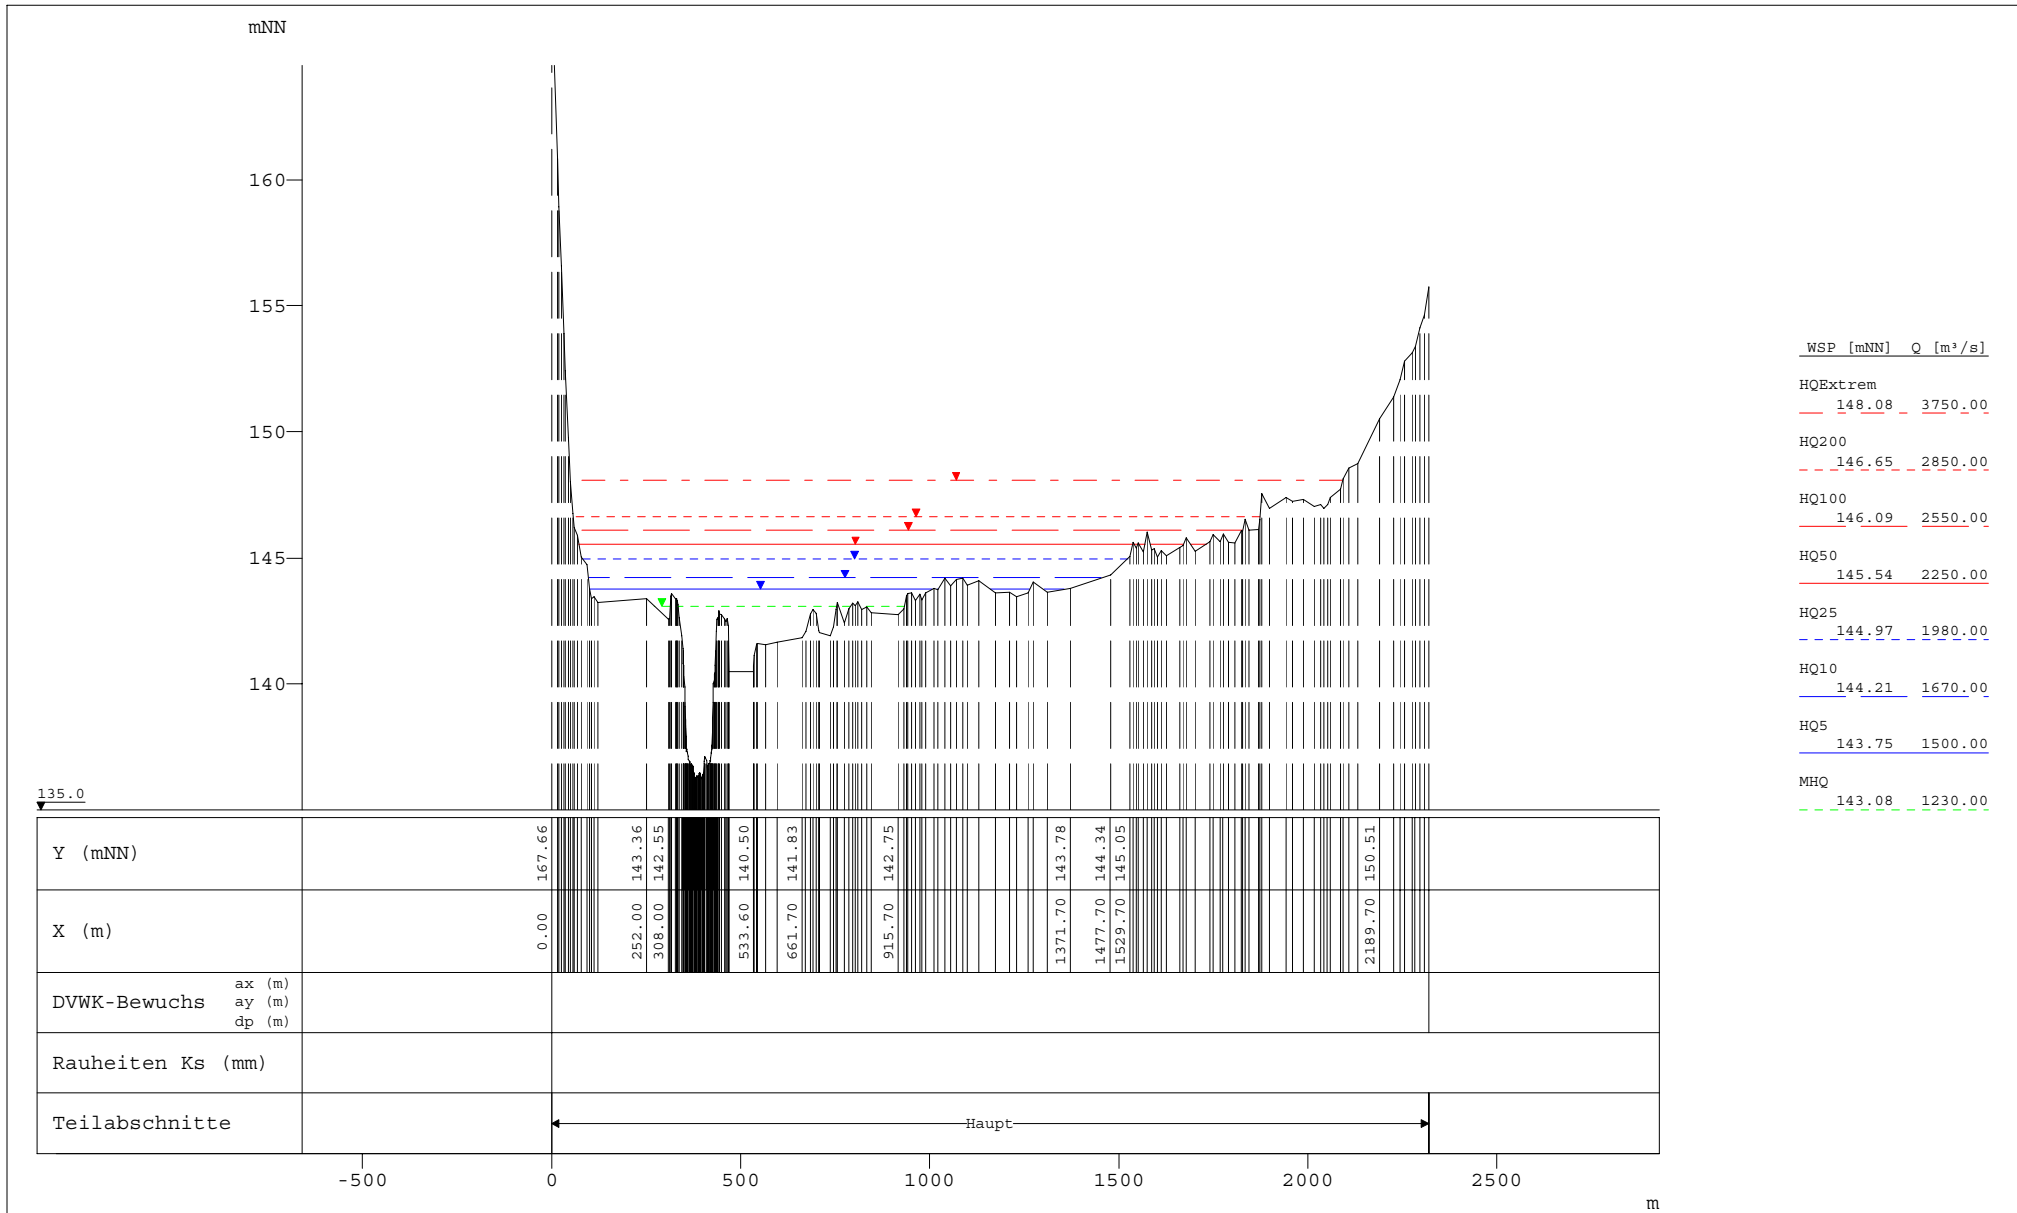 mNN
160
155
150
145
140
135.0
WSP [mNN] Q [m³/s]
HQExtrem
148.08 3750.00
HQ200
146.65 2850.00
HQ100
146.09 2550.00
HQ50
145.54 2250.00
HQ25
144.97 1980.00
HQ10
144.21 1670.00
HQ5
143.75 1500.00
MHQ
143.08 1230.00
Y (mNN)
167.66 143.36 142.55 140.50 141.83 142.75 143.78 144.34 145.05 150.51
X (m)
0.00 252.00 308.00 533.60 661.70 915.70 1371.70 1477.70 1529.70 2189.70
DVWK-Bewuchs
ax (m)
ay (m)
dp (m)
Rauheiten Ks (mm)
Teilabschnitte
Haupt
-500 0 500 1000 1500 2000 2500
m